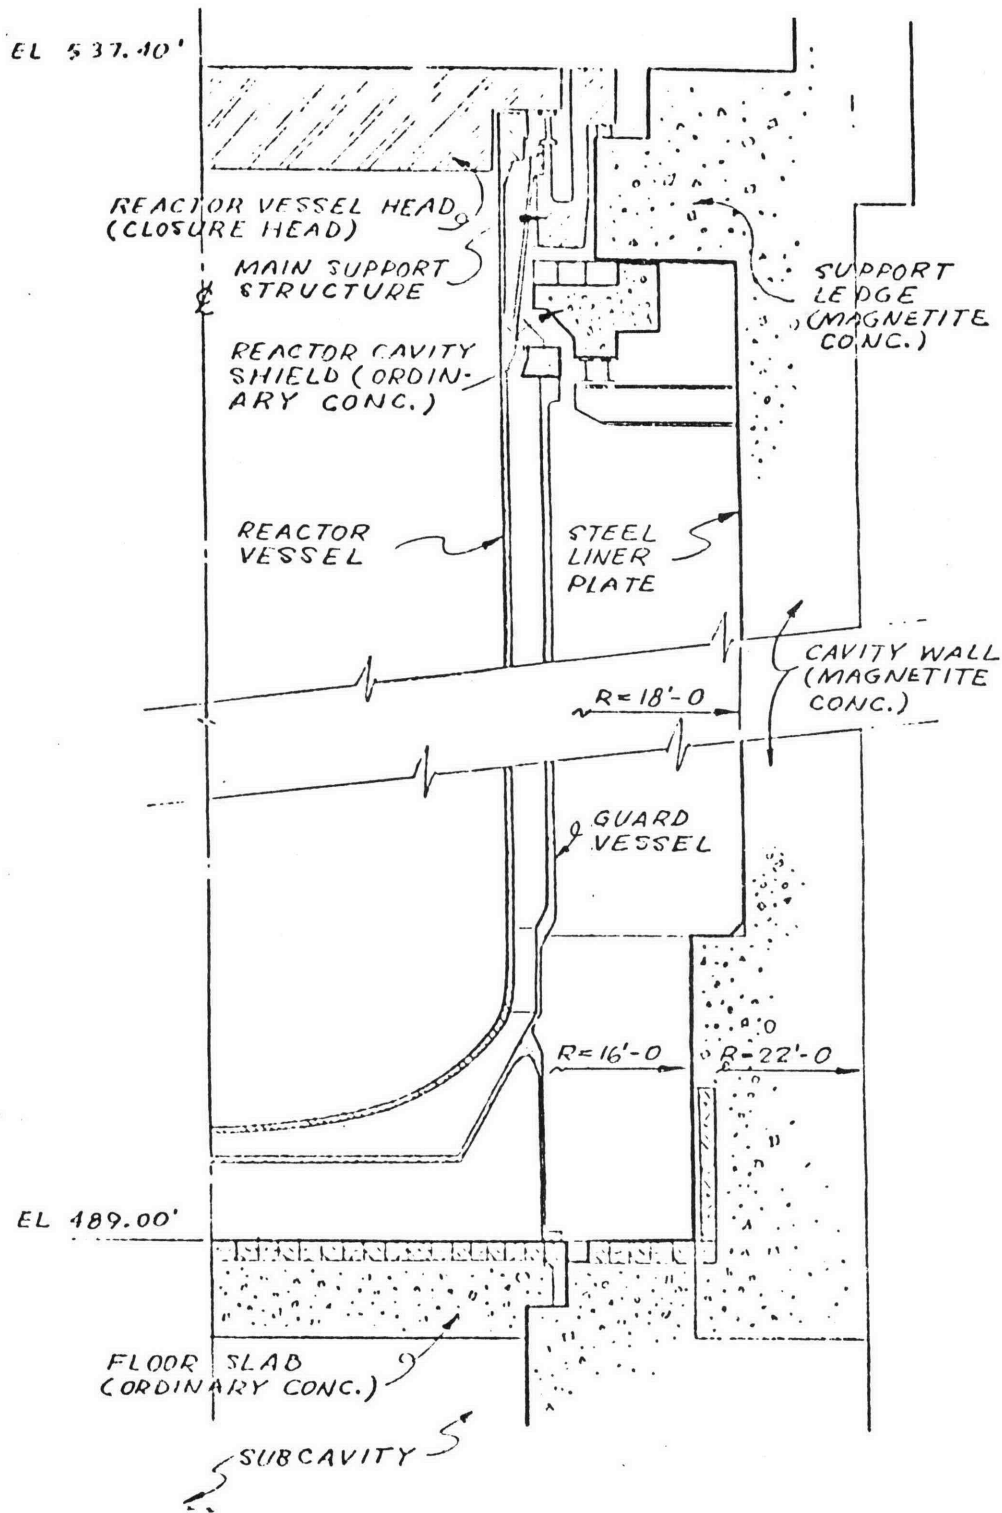 EL 537.40'
REACTOR VESSEL HEAD
(CLOSURE HEAD)
MAIN SUPPORT
STRUCTURE
℄
REACTOR CAVITY
SHIELD (ORDIN-
ARY CONC.)
SUPPORT
LEDGE
(MAGNETITE
CONC.)
REACTOR
VESSEL
STEEL
LINER
PLATE
CAVITY WALL
(MAGNETITE
CONC.)
R=18'-0
GUARD
VESSEL
R=16'-0
R=22'-0
EL 489.00'
FLOOR SLAB
(ORDINARY CONC.)
SUBCAVITY